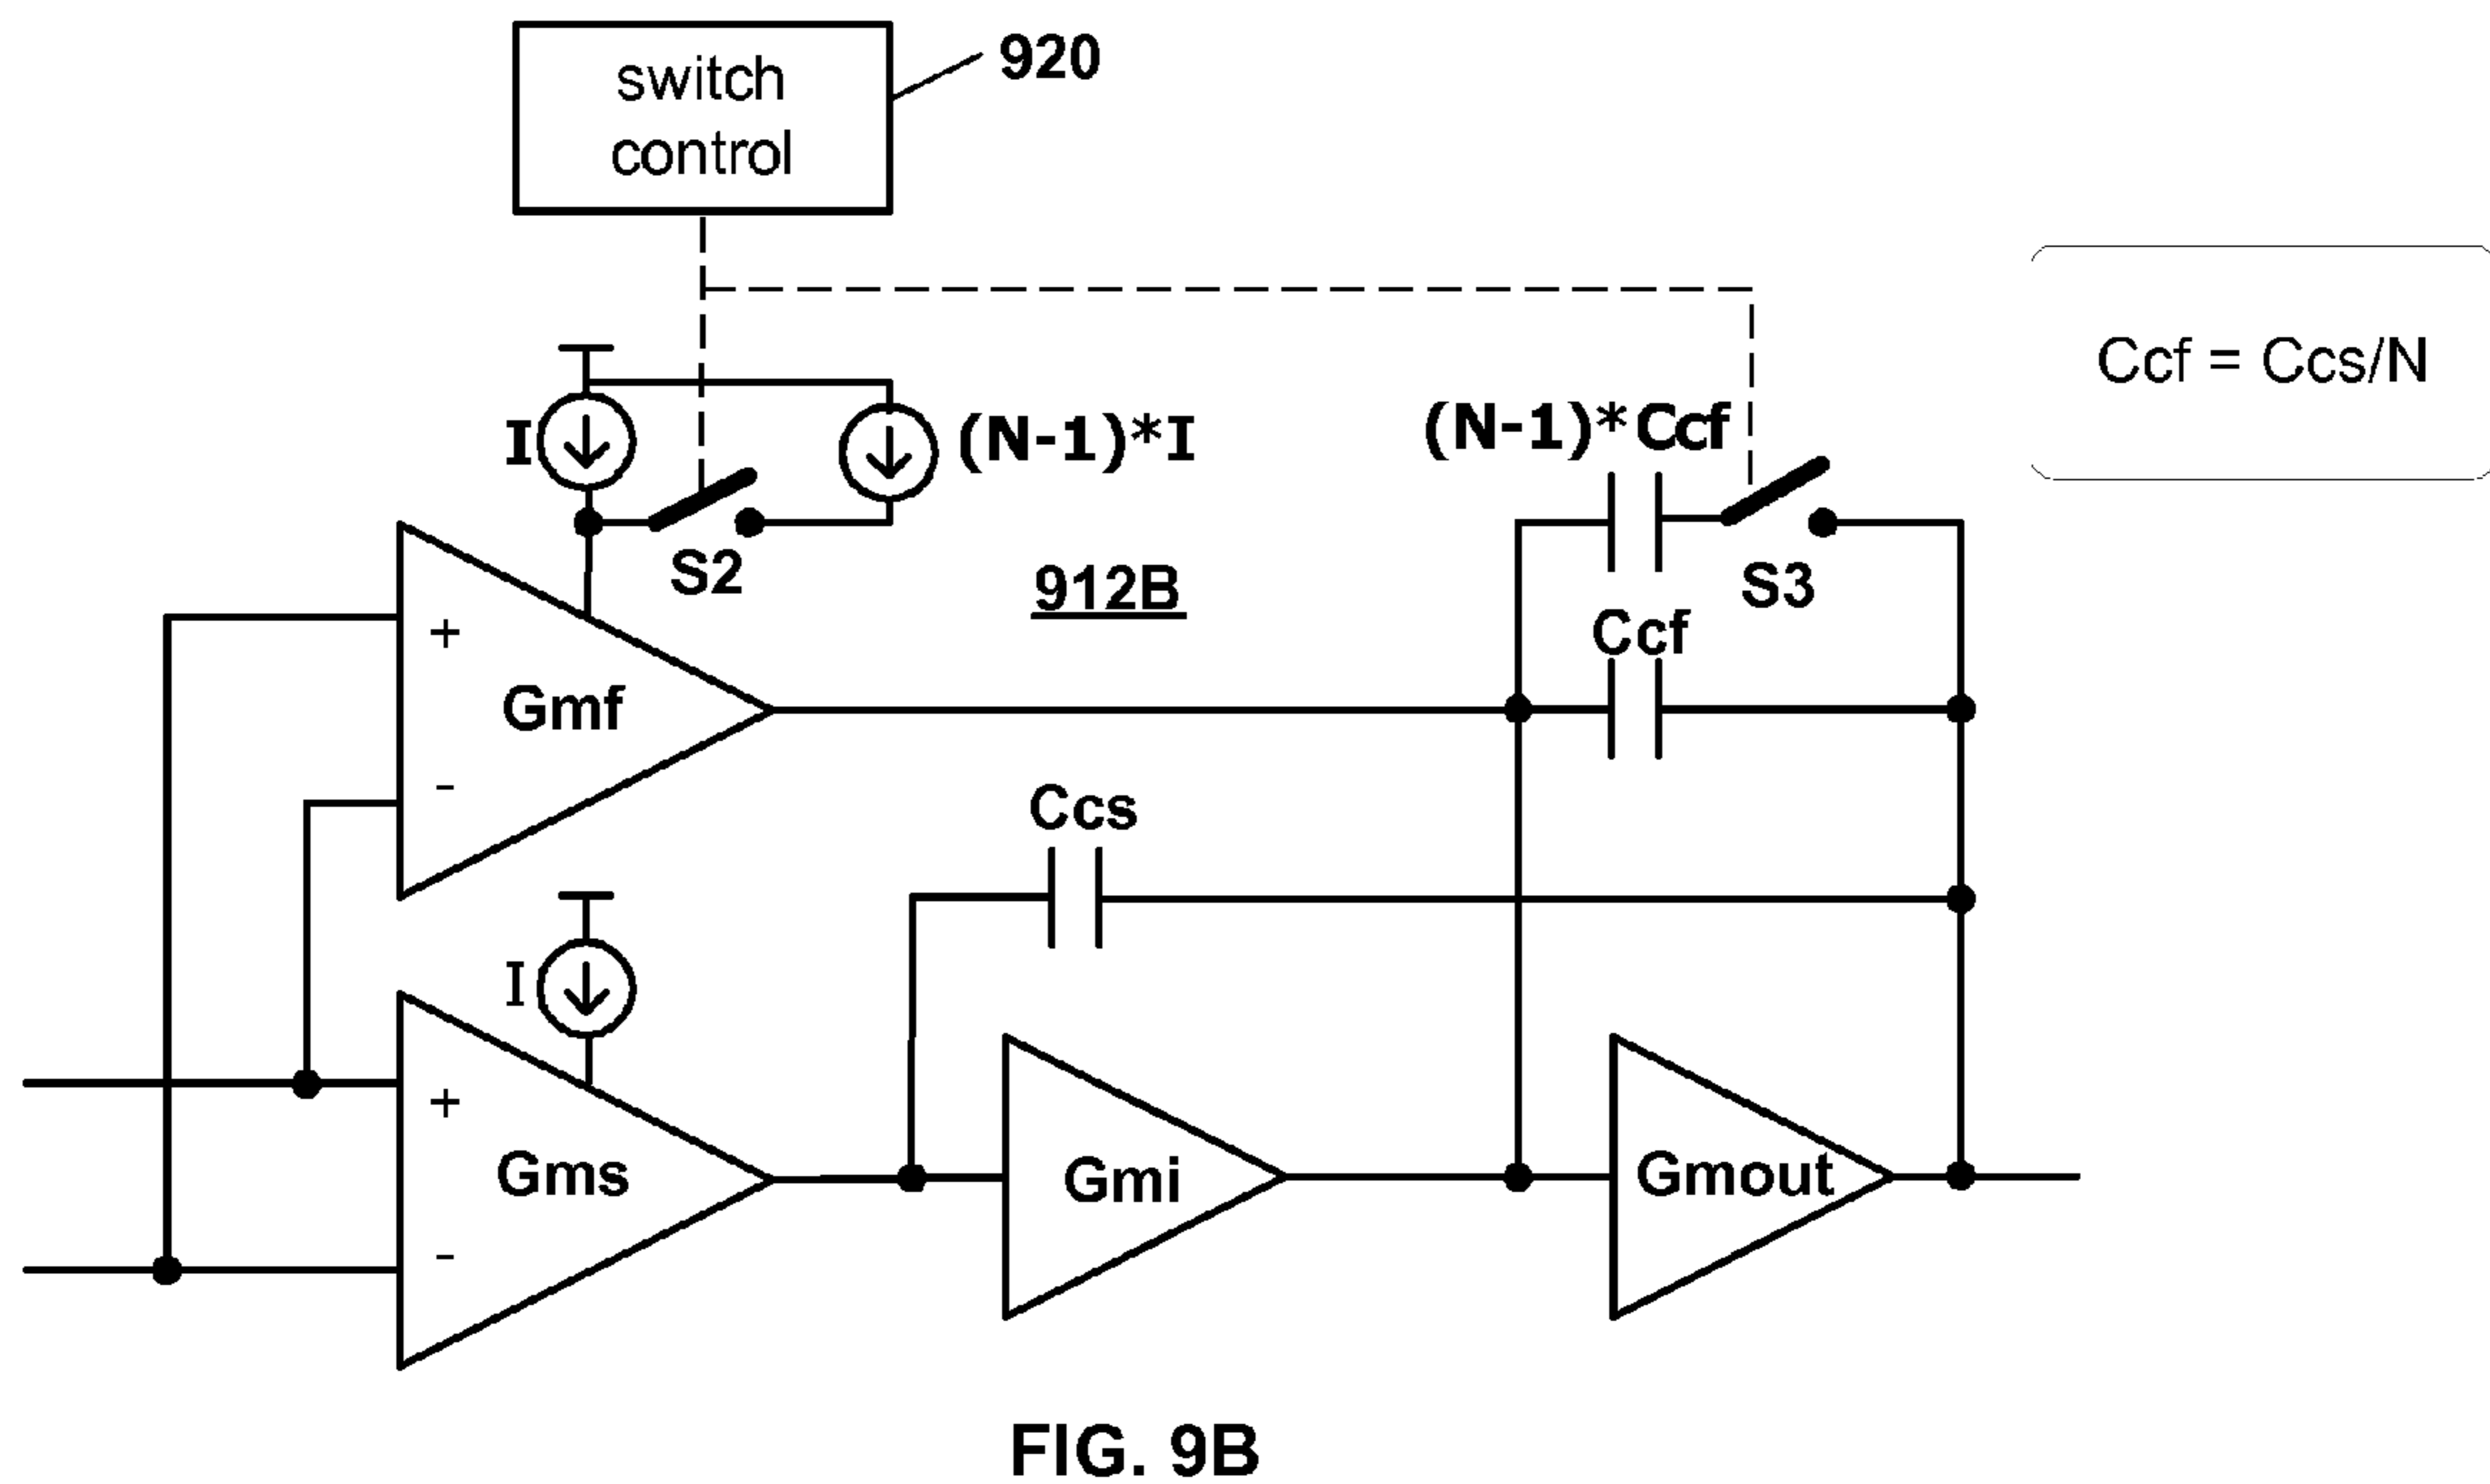 switch
control
920
Ccf = Ccs/N
I
(N-1)*I
(N-1)*Ccf
S2
912B
S3
Ccf
+
Gmf
-
Ccs
I
+
Gms
-
Gmi
Gmout
FIG. 9B